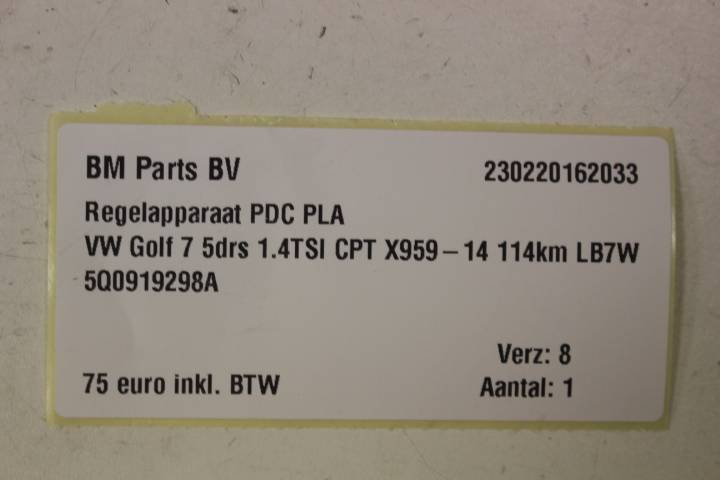 BM Parts BV 230220162033
Regelapparaat PDC PLA
VW Golf 7 5drs 1.4TSI CPT X959-14 114km LB7W
5Q0919298A
Verz: 8
75 euro inkl. BTW Aantal: 1